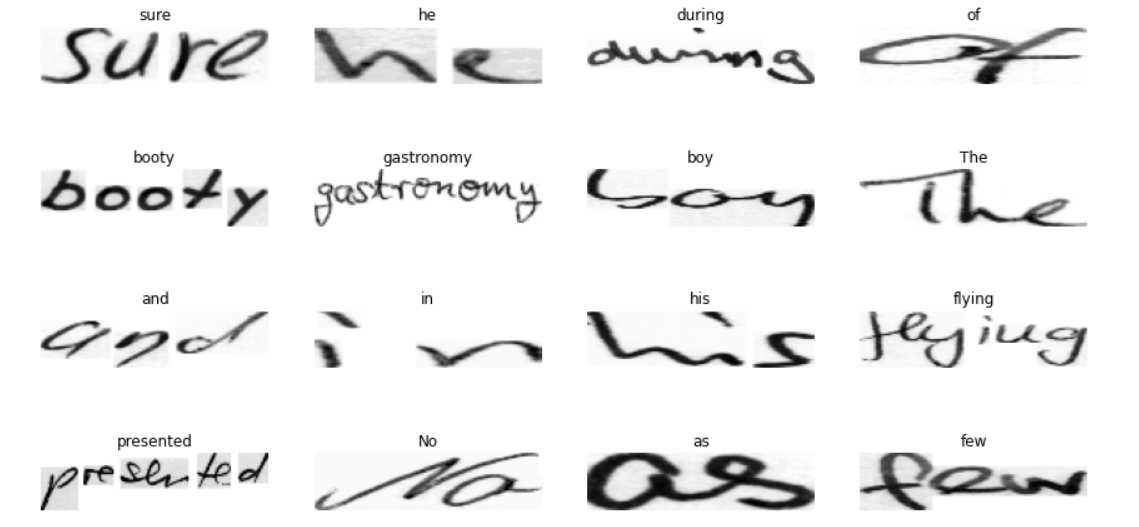 sure he during of
sure he during of
booty gastronomy boy The
booty gastronomy boy The
and in his flying
and in his flying
presented No as few
presented No as few